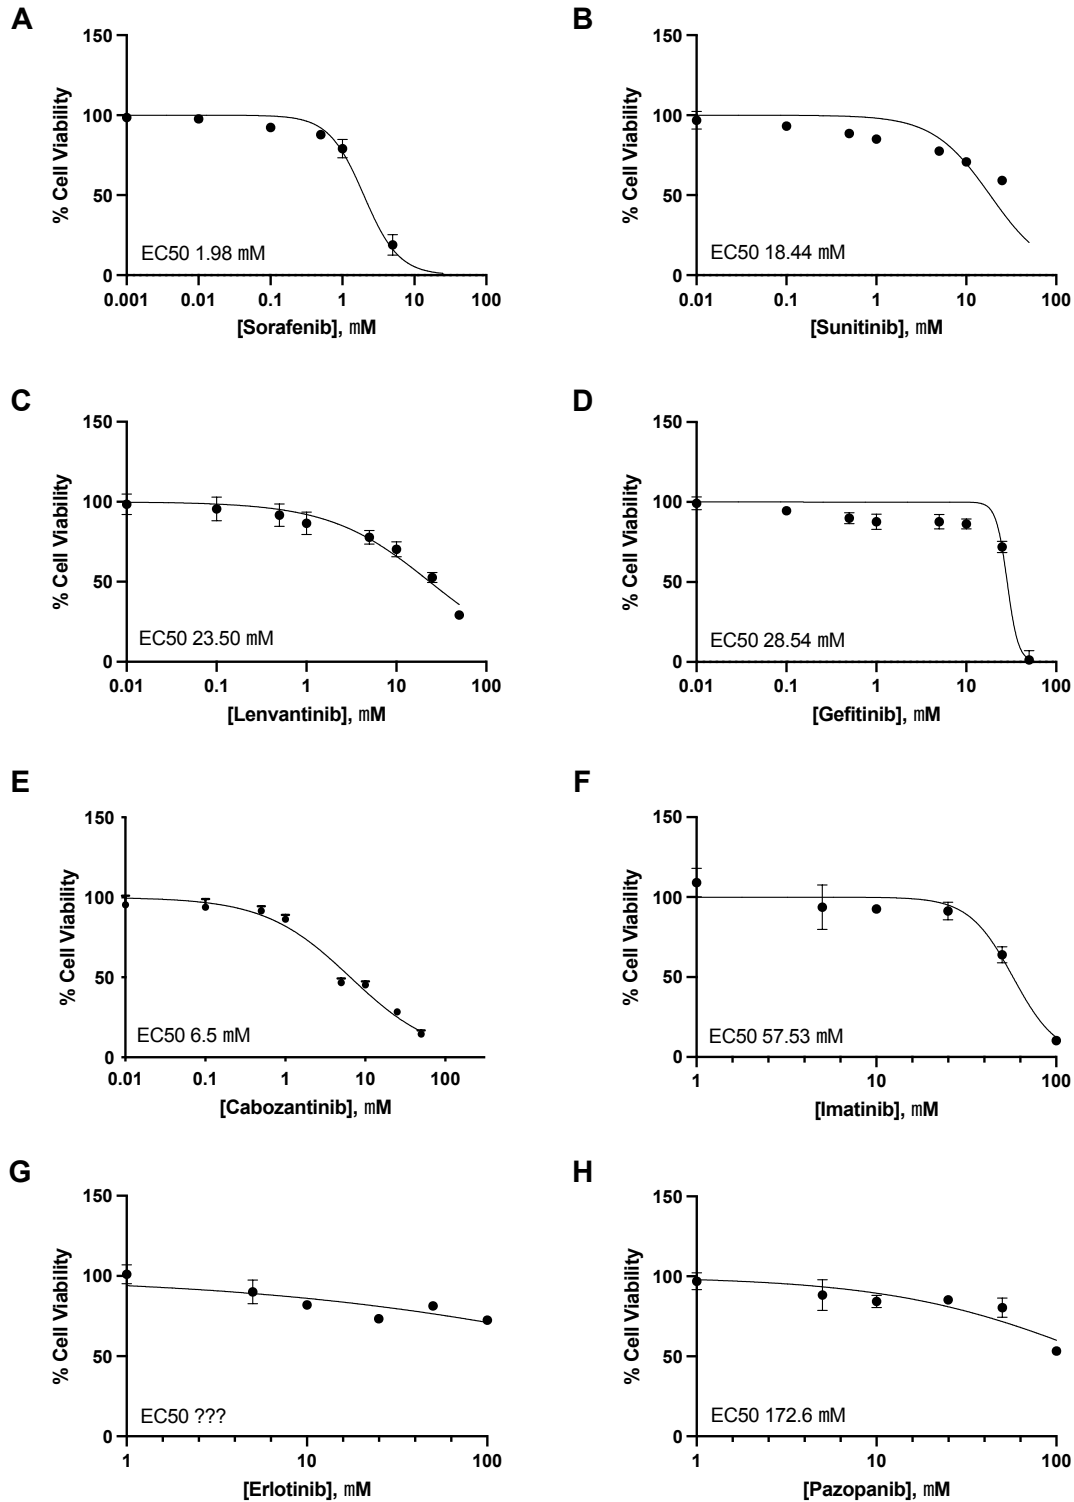 A
B
150
100
50
0
% Cell Viability
EC50 1.98 mM
0.001 0.01 0.1 1 10 100
[Sorafenib], mM
150
100
50
0
% Cell Viability
EC50 18.44 mM
0.01 0.1 1 10 100
[Sunitinib], mM
C
D
150
100
50
0
% Cell Viability
EC50 23.50 mM
0.01 0.1 1 10 100
[Lenvantinib], mM
150
100
50
0
% Cell Viability
EC50 28.54 mM
0.01 0.1 1 10 100
[Gefitinib], mM
E
F
150
100
50
0
% Cell Viability
EC50 6.5 mM
0.01 0.1 1 10 100
[Cabozantinib], mM
150
100
50
0
% Cell Viability
EC50 57.53 mM
1 10 100
[Imatinib], mM
G
H
150
100
50
0
% Cell Viability
EC50 ???
1 10 100
[Erlotinib], mM
150
100
50
0
% Cell Viability
EC50 172.6 mM
1 10 100
[Pazopanib], mM